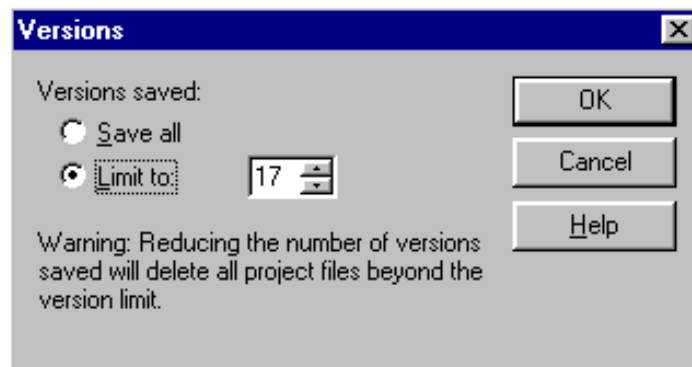 Versions
Versions saved:
OK
Save all
Limit to: 17
Cancel
Help
Warning: Reducing the number of versions
saved will delete all project files beyond the
version limit.